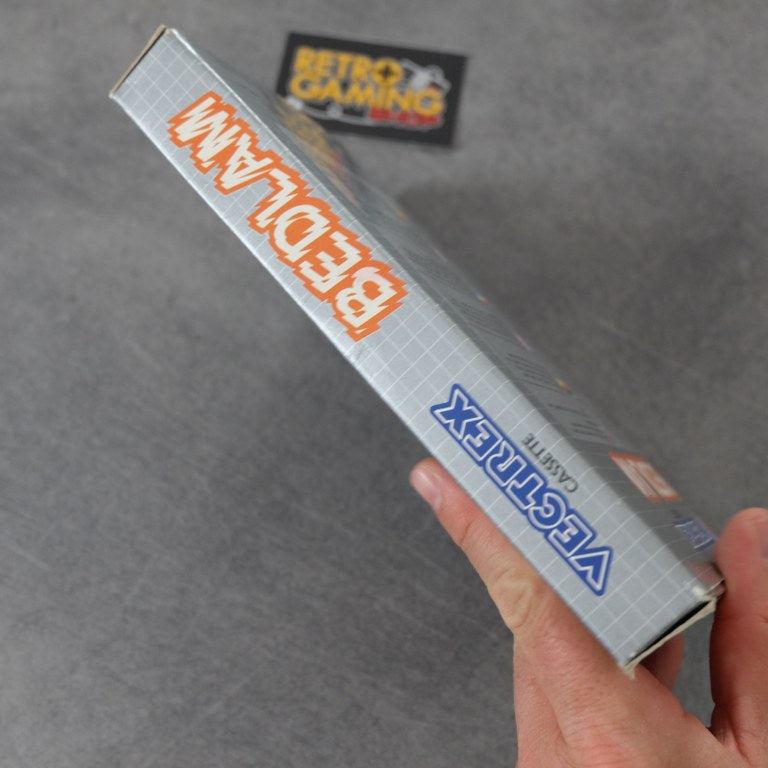 RETRO
GAMING
BEDLAM
VECTREX
CASSETTE